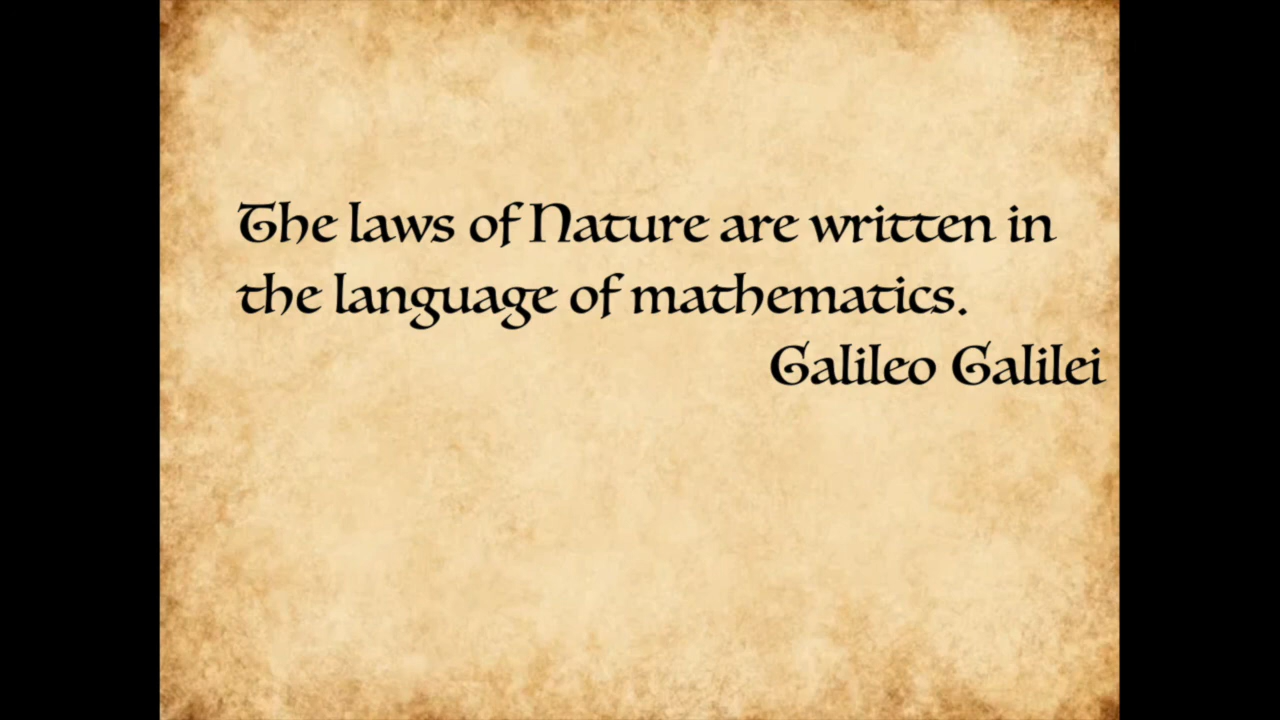 The laws of Nature are written in
the language of mathematics.
Galileo Galilei